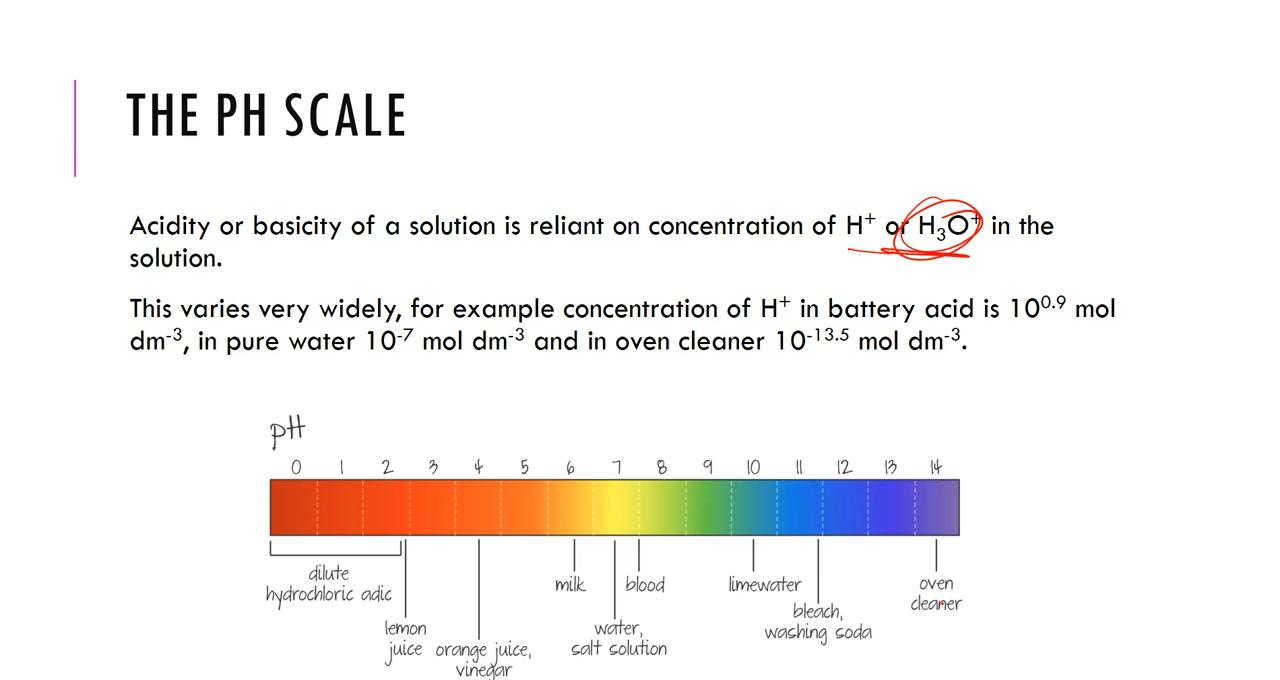 THE PH SCALE
Acidity or basicity of a solution is reliant on concentration of H⁺ or H₃O⁺ in the
solution.
This varies very widely, for example concentration of H⁺ in battery acid is 10⁰·⁹ mol
dm⁻³, in pure water 10⁻⁷ mol dm⁻³ and in oven cleaner 10⁻¹³·⁵ mol dm⁻³.
pH
0 1 2 3 4 5 6 7 8 9 10 11 12 13 14
dilute
hydrochloric adic
lemon
juice
orange juice,
vinegar
milk
water,
salt solution
blood
limewater
bleach,
washing soda
oven
cleaner